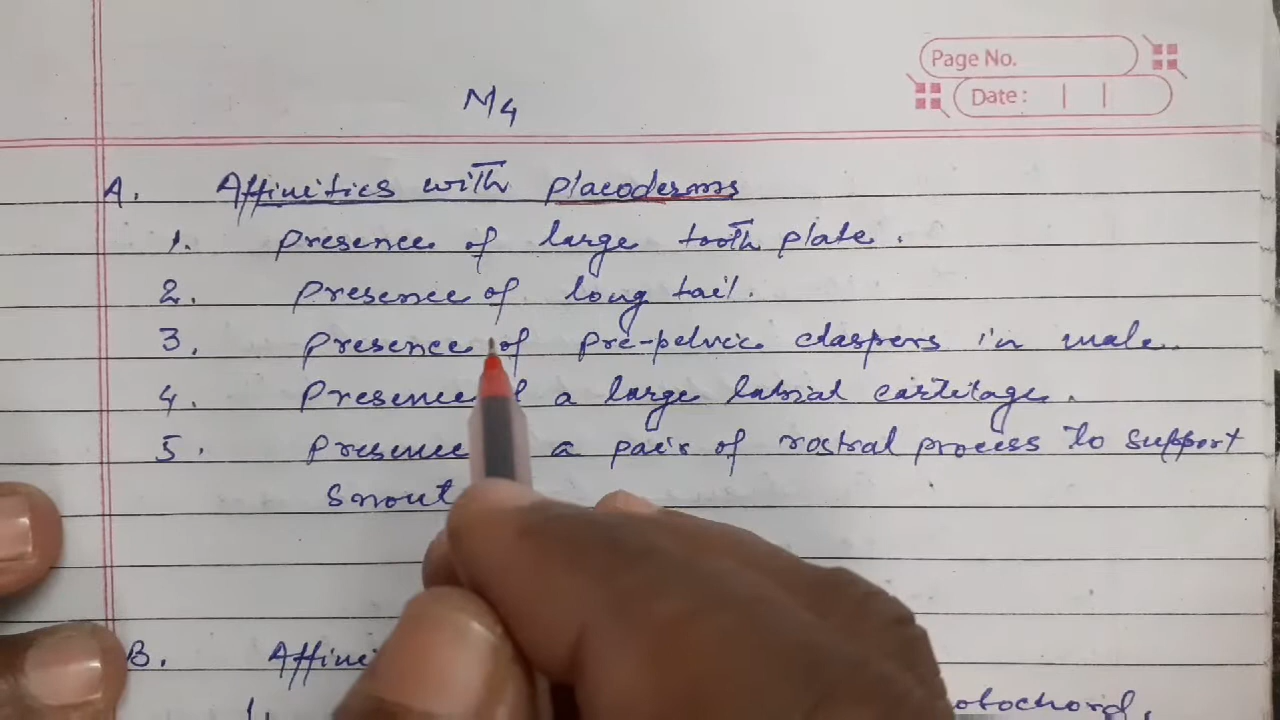 Page No.
Date :
M4
A. Affinities with placoderms
1. presence of large tooth plate.
2. presence of long tail.
3. presence of pre-pelvic claspers in male.
4. presence a large labial cartilage.
5. presence a pair of rostral process to support
snout
B.
1.